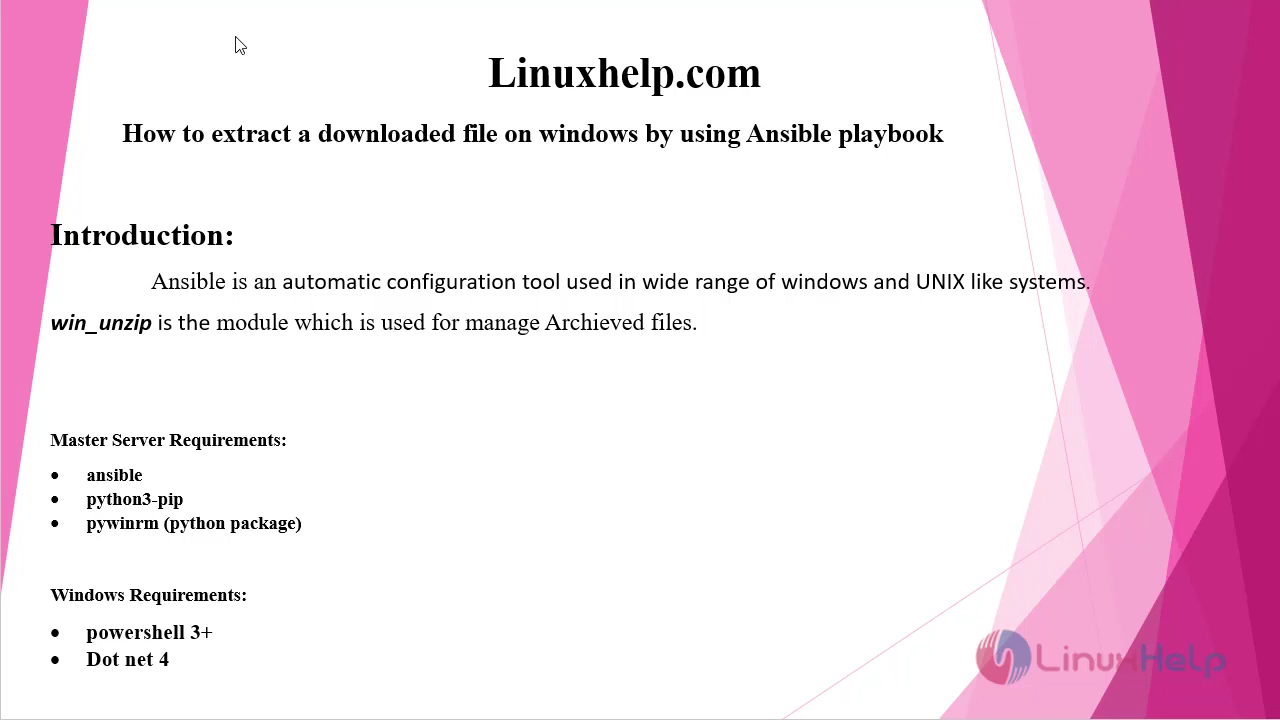 Linuxhelp.com
How to extract a downloaded file on windows by using Ansible playbook
Introduction:
Ansible is an automatic configuration tool used in wide range of windows and UNIX like systems.
win_unzip is the module which is used for manage Archieved files.
Master Server Requirements:
• ansible
• python3-pip
• pywinrm (python package)
Windows Requirements:
• powershell 3+
• Dot net 4
LinuxHelp